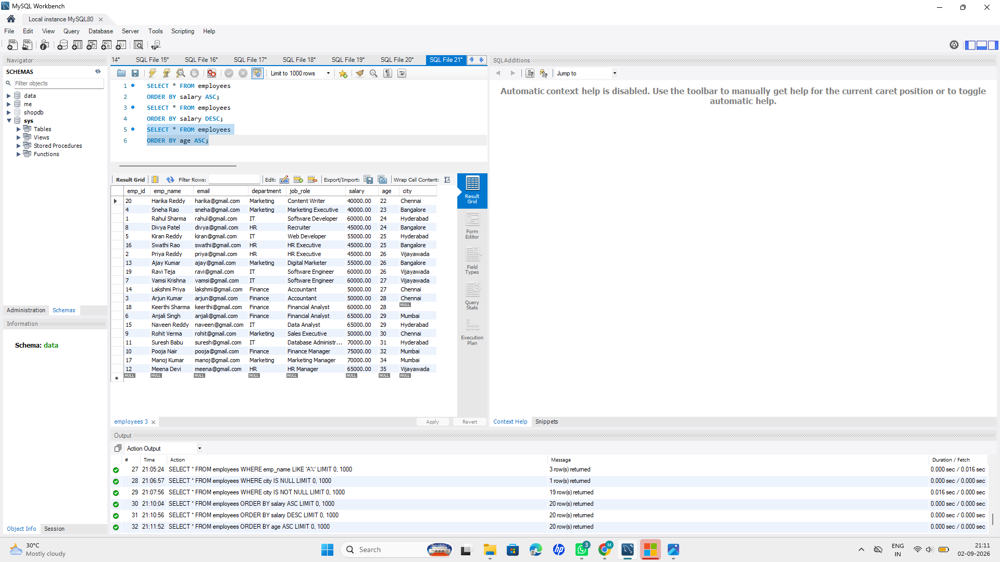 MySQL Workbench
Local instance MySQL80
File Edit View Query Database Server Tools Scripting Help
Navigator
SCHEMAS
Filter objects
data
me
shopdb
sys
Tables
Views
Stored Procedures
Functions
Administration Schemas
Information
Schema: data
Object Info Session
14* SQL File 15* SQL File 16* SQL File 17* SQL File 18* SQL File 19* SQL File 20* SQL File 21*
Limit to 1000 rows
1 SELECT * FROM employees
2 ORDER BY salary ASC;
3 SELECT * FROM employees
4 ORDER BY salary DESC;
5 SELECT * FROM employees
6 ORDER BY age ASC;
Result Grid Filter Rows: Edit: Export/Import: Wrap Cell Content:
emp_id emp_name email department job_role salary age city
20 Harika Reddy harika@gmail.com Marketing Content Writer 40000.00 22 Chennai
4 Sneha Rao sneha@gmail.com Marketing Marketing Executive 40000.00 23 Bangalore
1 Rahul Sharma rahul@gmail.com IT Software Developer 60000.00 24 Hyderabad
8 Divya Patel divya@gmail.com HR Recruiter 45000.00 24 Bangalore
5 Kiran Reddy kiran@gmail.com IT Web Developer 55000.00 25 Hyderabad
16 Swathi Rao swathi@gmail.com HR HR Executive 45000.00 25 Bangalore
2 Priya Reddy priya@gmail.com HR HR Executive 45000.00 26 Vijayawada
13 Ajay Kumar ajay@gmail.com Marketing Digital Marketer 55000.00 26 Bangalore
19 Ravi Teja ravi@gmail.com IT Software Engineer 60000.00 26 Vijayawada
7 Vamsi Krishna vamsi@gmail.com IT Software Engineer 60000.00 27 Vijayawada
14 Lakshmi Priya lakshmi@gmail.com Finance Accountant 50000.00 27 Chennai
3 Arjun Kumar arjun@gmail.com Finance Accountant 50000.00 28 Chennai
18 Keerthi Sharma keerthi@gmail.com Finance Financial Analyst 60000.00 28 NULL
6 Anjali Singh anjali@gmail.com Finance Financial Analyst 65000.00 29 Mumbai
15 Naveen Reddy naveen@gmail.com IT Data Analyst 65000.00 29 Hyderabad
9 Rohit Verma rohit@gmail.com Marketing Sales Executive 50000.00 30 Chennai
11 Suresh Babu suresh@gmail.com IT Database Administr... 70000.00 31 Hyderabad
10 Pooja Nair pooja@gmail.com Finance Finance Manager 75000.00 32 Mumbai
17 Manoj Kumar manoj@gmail.com Marketing Marketing Manager 70000.00 34 Mumbai
12 Meena Devi meena@gmail.com HR HR Manager 65000.00 35 Vijayawada
NULL NULL NULL NULL NULL NULL NULL NULL
Result Grid
Form Editor
Field Types
Query Stats
Execution Plan
employees 3 Apply Revert
SQLAdditions
Jump to
Automatic context help is disabled. Use the toolbar to manually get help for the current caret position or to toggle
automatic help.
Context Help Snippets
Output
Action Output
# Time Action Message Duration / Fetch
27 21:05:24 SELECT * FROM employees WHERE emp_name LIKE 'A%' LIMIT 0, 1000 3 row(s) returned 0.000 sec / 0.016 sec
28 21:06:57 SELECT * FROM employees WHERE city IS NULL LIMIT 0, 1000 1 row(s) returned 0.000 sec / 0.000 sec
29 21:07:56 SELECT * FROM employees WHERE city IS NOT NULL LIMIT 0, 1000 19 row(s) returned 0.016 sec / 0.000 sec
30 21:10:04 SELECT * FROM employees ORDER BY salary ASC LIMIT 0, 1000 20 row(s) returned 0.000 sec / 0.000 sec
31 21:10:56 SELECT * FROM employees ORDER BY salary DESC LIMIT 0, 1000 20 row(s) returned 0.000 sec / 0.000 sec
32 21:11:52 SELECT * FROM employees ORDER BY age ASC LIMIT 0, 1000 20 row(s) returned 0.000 sec / 0.000 sec
30°C
Mostly cloudy
Search
hp
3
M
ENG
IN
21:11
02-09-2026